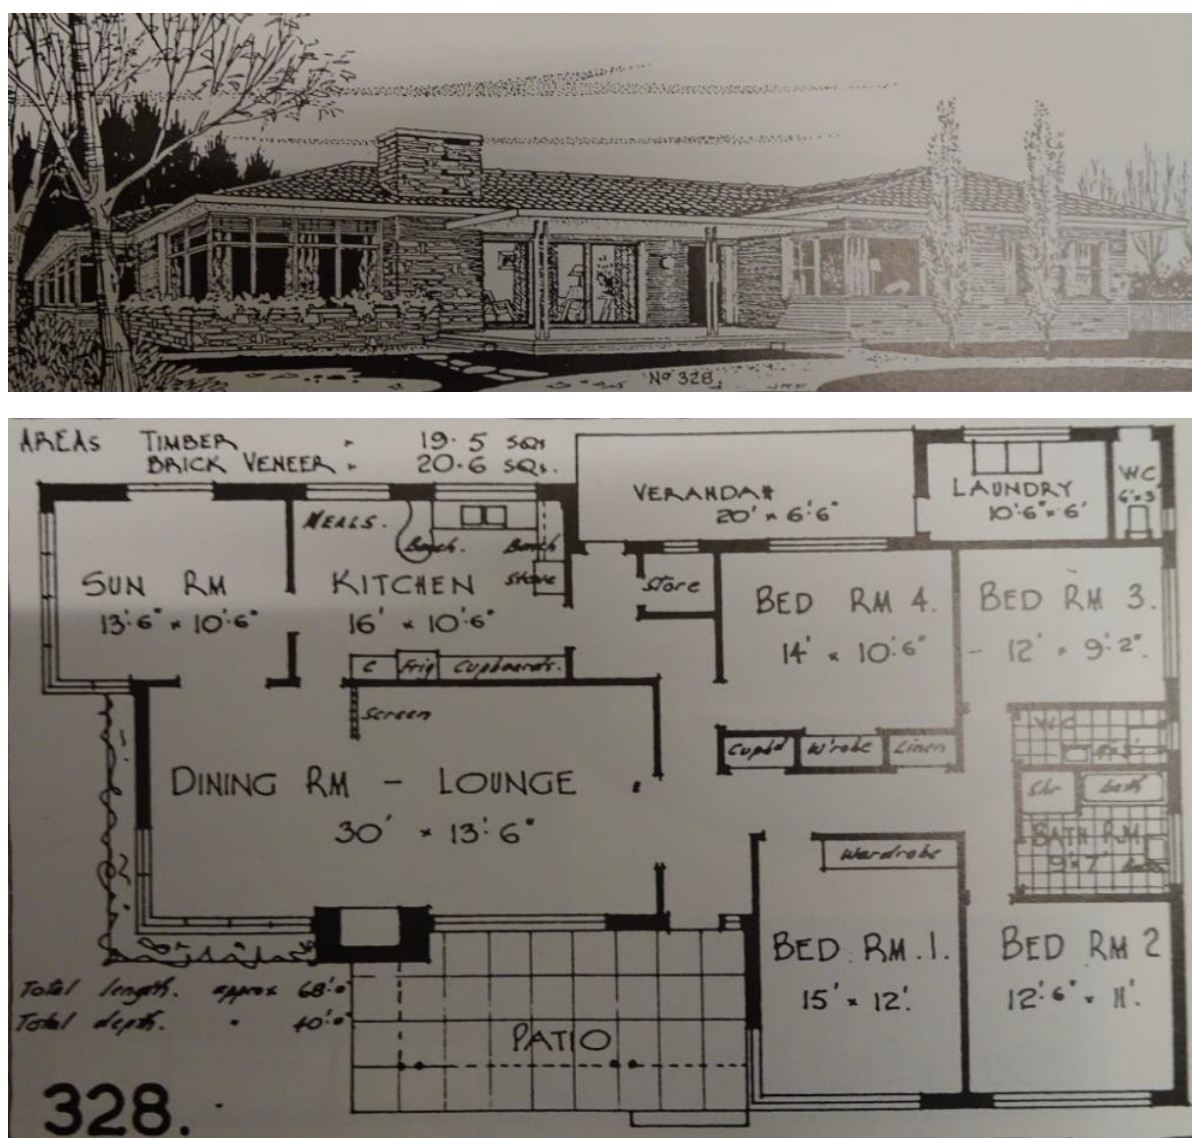 Nº 328.
AREAS TIMBER - 19.5 SQS
BRICK VENEER - 20.6 SQS.
VERANDAH
20' x 6'6"
LAUNDRY
10'6" x 6'
WC
6' x 3'
MEALS.
Bench.
Bench
SUN RM
13'6" x 10'6"
KITCHEN
16' x 10'6"
Store
BED RM 4.
14' x 10'6"
BED RM 3.
12' x 9'2"
C
Frig
Cupboards.
Screen
WC
Cupbd
W'robe
Linen
DINING RM - LOUNGE
30' x 13'6"
Shr
bath
BATH RM
9' x 7'
Wardrobe
BED RM. 1.
15' x 12'.
BED RM 2
12'6" x 11'.
Total length. approx 68'0"
Total depth. " 40'0"
PATIO
328.